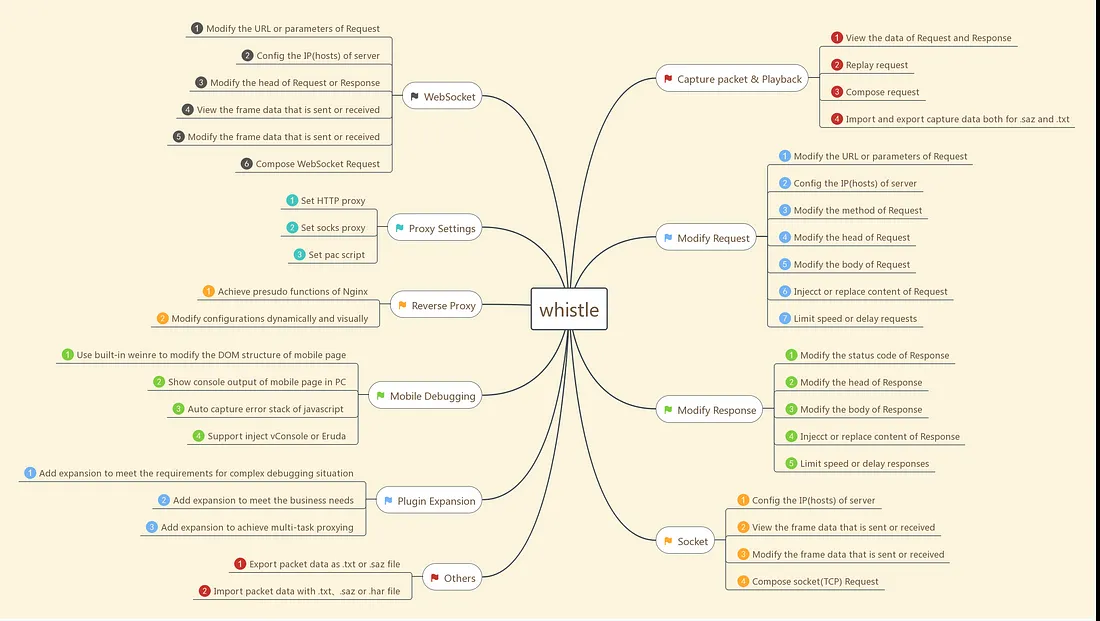 whistle
WebSocket
1 Modify the URL or parameters of Request
2 Config the IP(hosts) of server
3 Modify the head of Request or Response
4 View the frame data that is sent or received
5 Modify the frame data that is sent or received
6 Compose WebSocket Request
Proxy Settings
1 Set HTTP proxy
2 Set socks proxy
3 Set pac script
Reverse Proxy
1 Achieve presudo functions of Nginx
2 Modify configurations dynamically and visually
Mobile Debugging
1 Use built-in weinre to modify the DOM structure of mobile page
2 Show console output of mobile page in PC
3 Auto capture error stack of javascript
4 Support inject vConsole or Eruda
Plugin Expansion
1 Add expansion to meet the requirements for complex debugging situation
2 Add expansion to meet the business needs
3 Add expansion to achieve multi-task proxying
Others
1 Export packet data as .txt or .saz file
2 Import packet data with .txt、.saz or .har file
Capture packet & Playback
1 View the data of Request and Response
2 Replay request
3 Compose request
4 Import and export capture data both for .saz and .txt
Modify Request
1 Modify the URL or parameters of Request
2 Config the IP(hosts) of server
3 Modify the method of Request
4 Modify the head of Request
5 Modify the body of Request
6 Injecct or replace content of Request
7 Limit speed or delay requests
Modify Response
1 Modify the status code of Response
2 Modify the head of Response
3 Modify the body of Response
4 Injecct or replace content of Response
5 Limit speed or delay responses
Socket
1 Config the IP(hosts) of server
2 View the frame data that is sent or received
3 Modify the frame data that is sent or received
4 Compose socket(TCP) Request